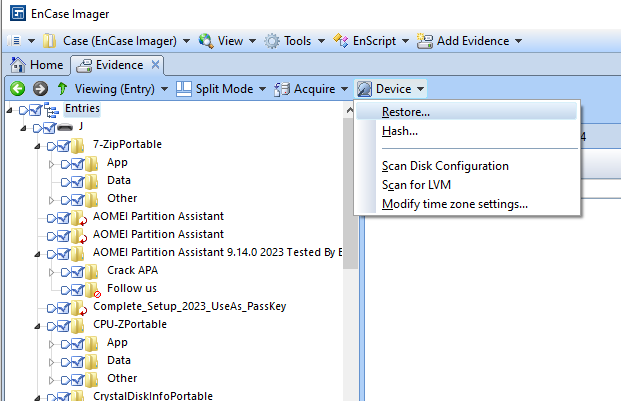 EnCase Imager
Case (EnCase Imager) View Tools EnScript Add Evidence
Home Evidence
Viewing (Entry) Split Mode Acquire Device
Entries
J
7-ZipPortable
App
Data
Other
AOMEI Partition Assistant
AOMEI Partition Assistant
AOMEI Partition Assistant 9.14.0 2023 Tested By
Crack APA
Follow us
Complete_Setup_2023_UseAs_PassKey
CPU-ZPortable
App
Data
Other
CrystalDiskInfoPortable
Restore...
Hash...
Scan Disk Configuration
Scan for LVM
Modify time zone settings...
4